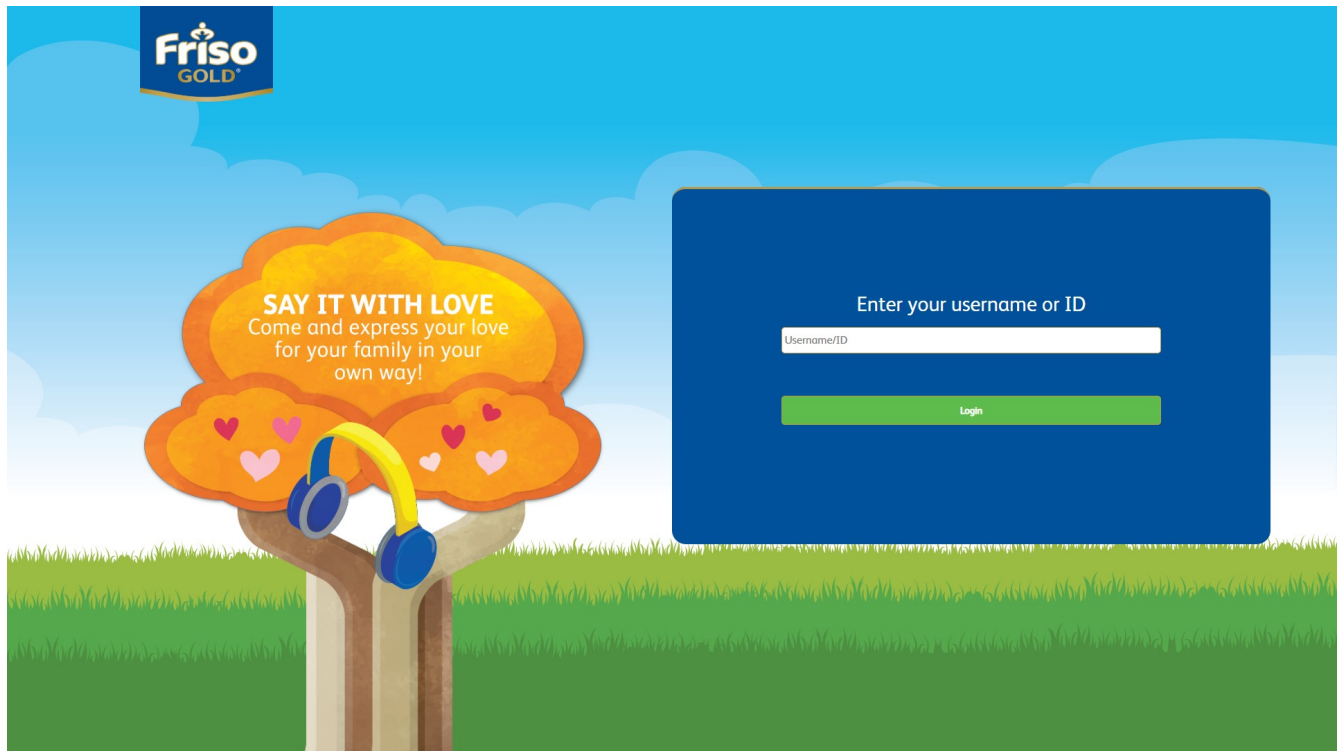 Friso
GOLD®
SAY IT WITH LOVE
Come and express your love
for your family in your
own way!
Enter your username or ID
Username/ID
Login